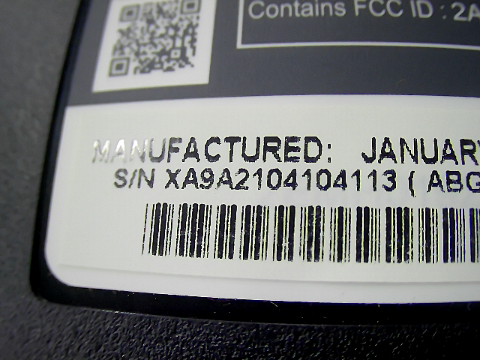 Contains FCC ID : 2A
MANUFACTURED: JANUARY
S/N XA9A2104104113 ( ABG